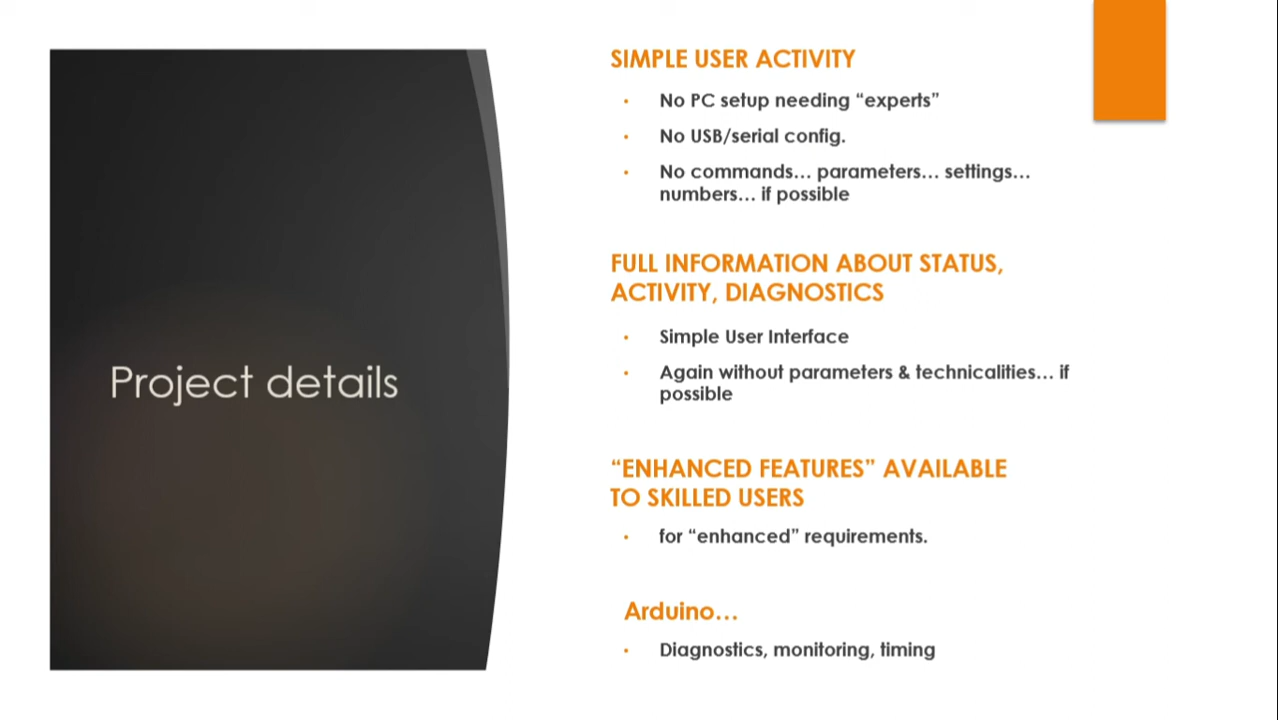 Project details
SIMPLE USER ACTIVITY
• No PC setup needing “experts”
• No USB/serial config.
• No commands… parameters… settings…
numbers… if possible
FULL INFORMATION ABOUT STATUS,
ACTIVITY, DIAGNOSTICS
• Simple User Interface
• Again without parameters & technicalities… if
possible
“ENHANCED FEATURES” AVAILABLE
TO SKILLED USERS
• for “enhanced” requirements.
Arduino…
• Diagnostics, monitoring, timing